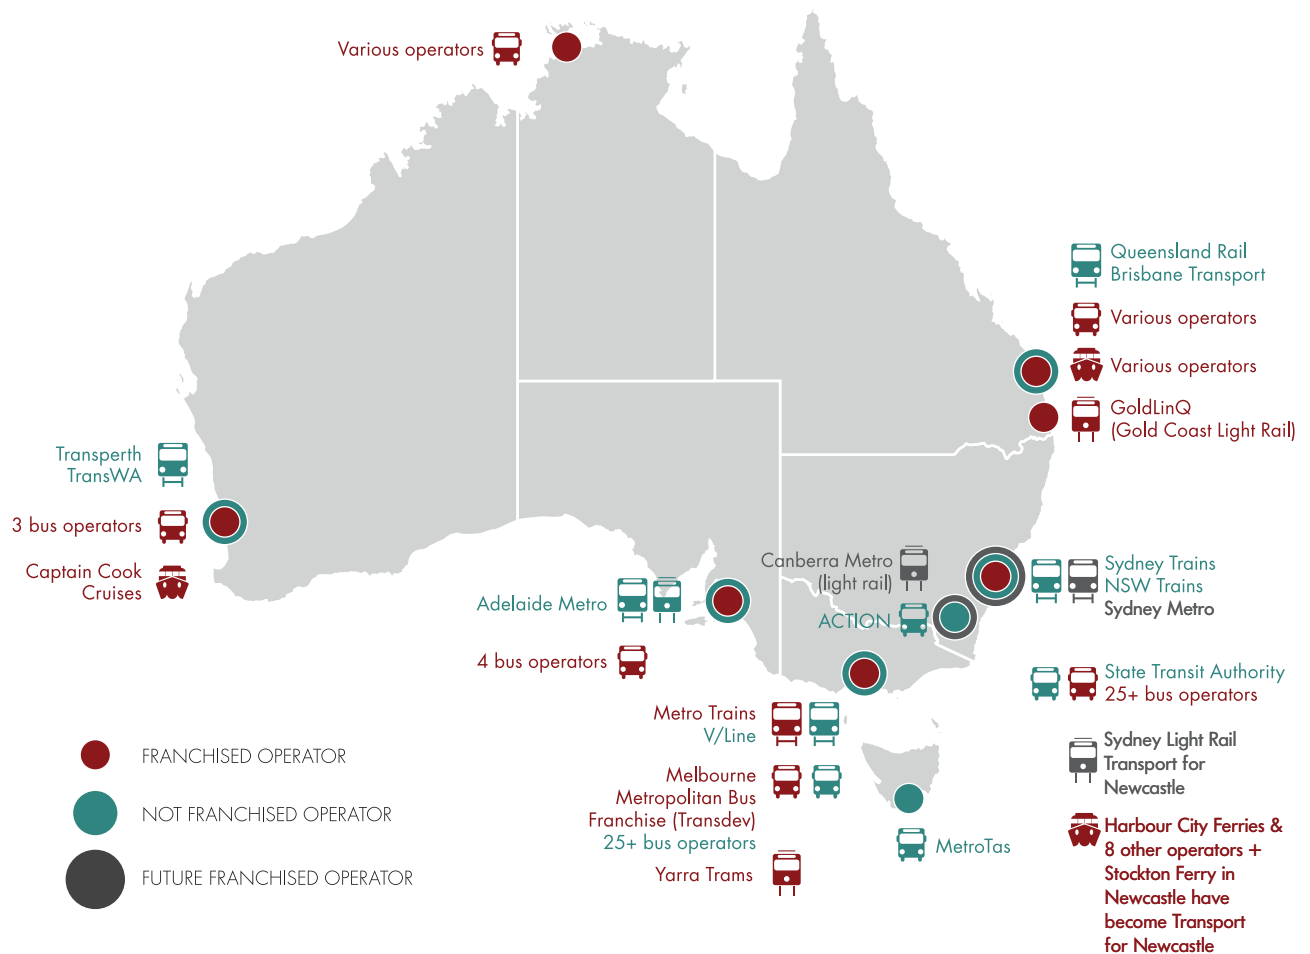 Various operators
Queensland Rail
Brisbane Transport
Various operators
Various operators
GoldLinQ
(Gold Coast Light Rail)
Transperth
TransWA
3 bus operators
Captain Cook
Cruises
Canberra Metro
(light rail)
ACTION
Adelaide Metro
4 bus operators
Sydney Trains
NSW Trains
Sydney Metro
State Transit Authority
25+ bus operators
Metro Trains
V/Line
Melbourne
Metropolitan Bus
Franchise (Transdev)
25+ bus operators
Yarra Trams
MetroTas
Sydney Light Rail
Transport for
Newcastle
Harbour City Ferries &
8 other operators +
Stockton Ferry in
Newcastle have
become Transport
for Newcastle
FRANCHISED OPERATOR
NOT FRANCHISED OPERATOR
FUTURE FRANCHISED OPERATOR